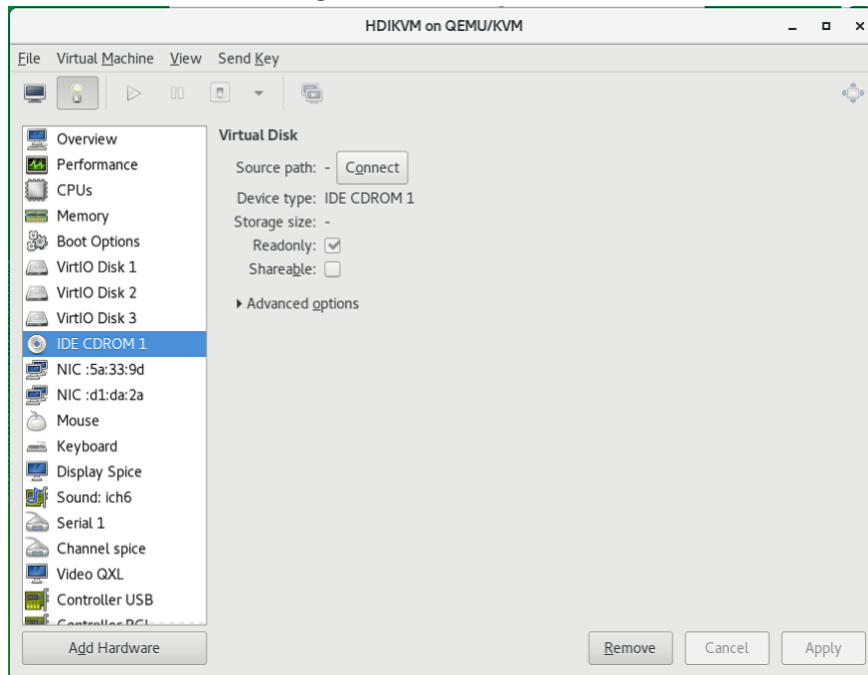 HDIKVM on QEMU/KVM
File Virtual Machine View Send Key
Overview
Performance
CPUs
Memory
Boot Options
VirtIO Disk 1
VirtIO Disk 2
VirtIO Disk 3
IDE CDROM 1
NIC :5a:33:9d
NIC :d1:da:2a
Mouse
Keyboard
Display Spice
Sound: ich6
Serial 1
Channel spice
Video QXL
Controller USB
Controller PCI
Add Hardware
Virtual Disk
Source path: - Connect
Device type: IDE CDROM 1
Storage size: -
Readonly:
Shareable:
Advanced options
Remove Cancel Apply